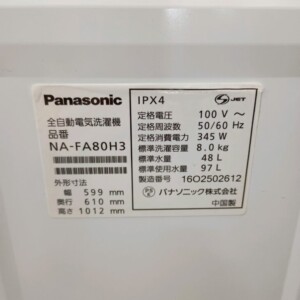 Panasonic
全自動電気洗濯機
品番
NA-FA80H3
外形寸法
幅 599 mm
奥行 610 mm
高さ 1012 mm
IPX4
JET
定格電圧 100 V ～
定格周波数 50/60 Hz
定格消費電力 345 W
標準洗濯容量 8.0 kg
標準水量 48 L
標準使用水量 97 L
製造番号 16O2502612
パナソニック株式会社
中国製